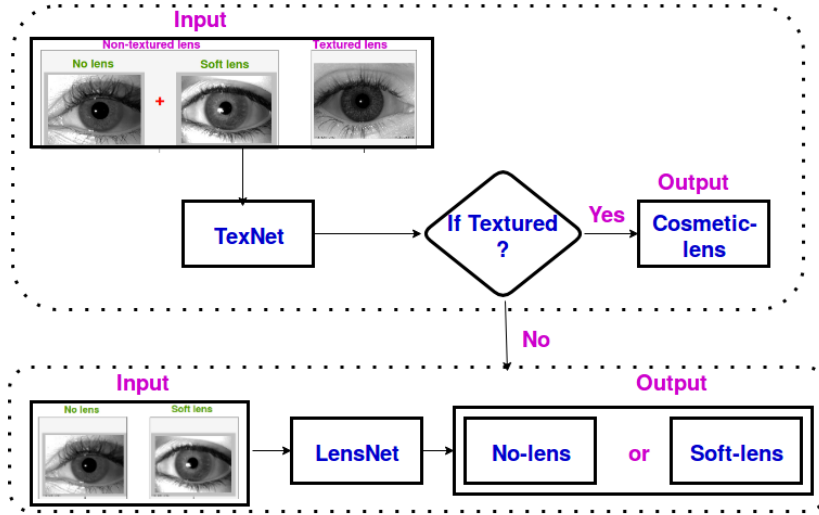 Input
Non-textured lens
Textured lens
No lens
Soft lens
+
Output
TexNet
If Textured
?
Yes
Cosmetic-
lens
No
Input
Output
No lens
Soft lens
LensNet
No-lens
or
Soft-lens